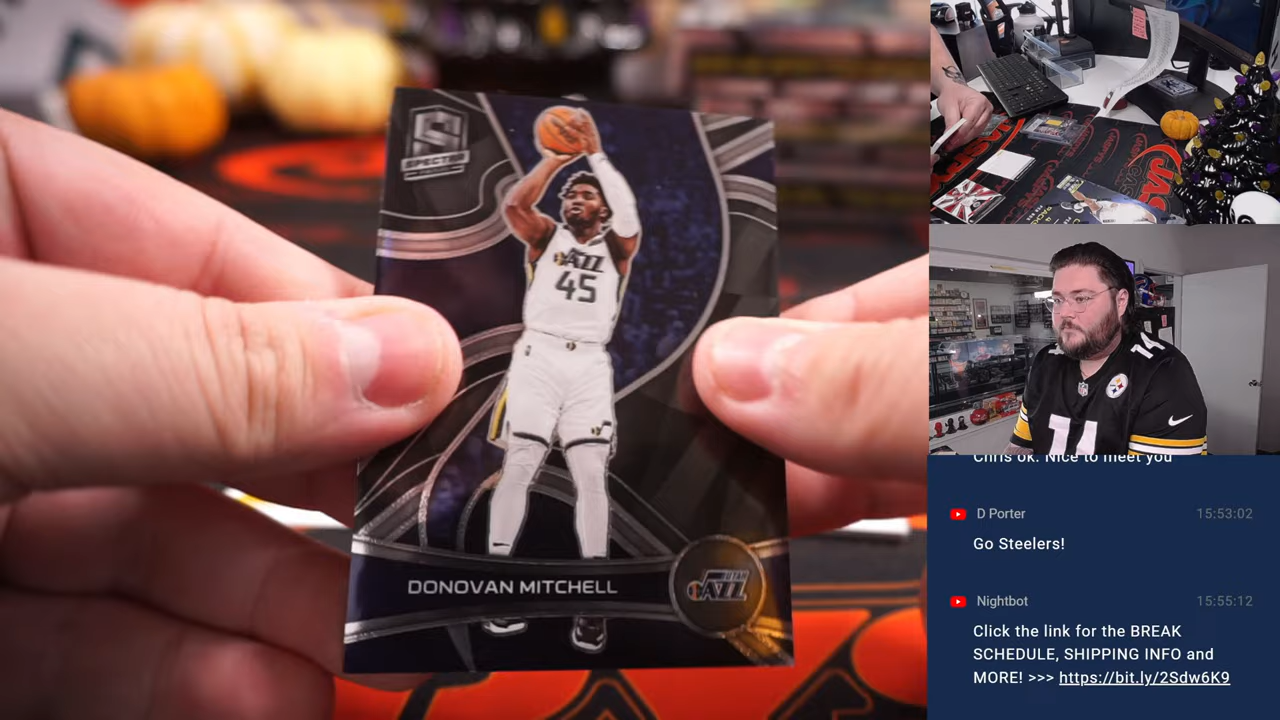 SPECTRA
JAZZ
45
DONOVAN MITCHELL
UTAH
JAZZ
14
14
Chris ok. Nice to meet you
D Porter
15:53:02
Go Steelers!
Nightbot
15:55:12
Click the link for the BREAK
SCHEDULE, SHIPPING INFO and
MORE! >>> https://bit.ly/2Sdw6K9